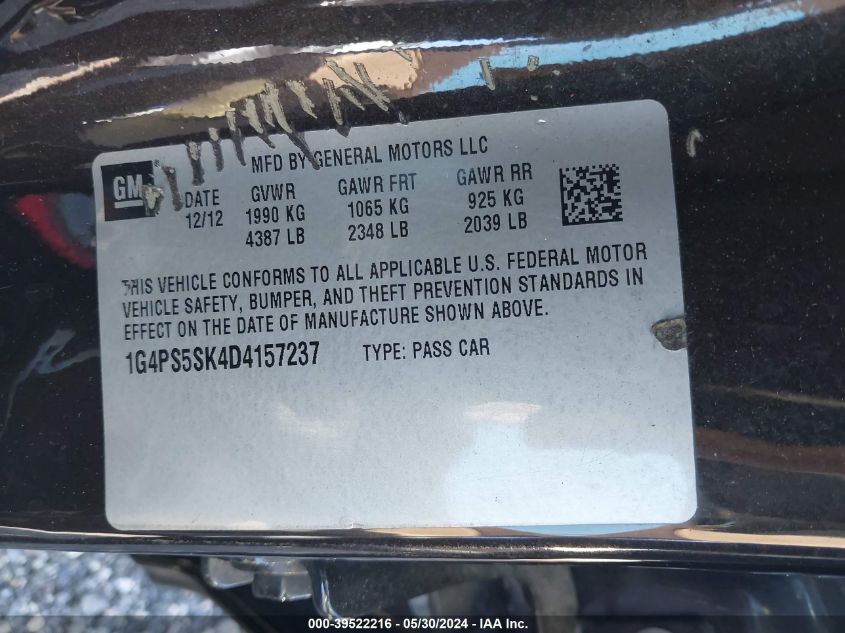 MFD BY GENERAL MOTORS LLC
GM
DATE GVWR GAWR FRT GAWR RR
12/12 1990 KG 1065 KG 925 KG
4387 LB 2348 LB 2039 LB
THIS VEHICLE CONFORMS TO ALL APPLICABLE U.S. FEDERAL MOTOR
VEHICLE SAFETY, BUMPER, AND THEFT PREVENTION STANDARDS IN
EFFECT ON THE DATE OF MANUFACTURE SHOWN ABOVE.
1G4PS5SK4D4157237 TYPE: PASS CAR
000-39522216 - 05/30/2024 - IAA Inc.